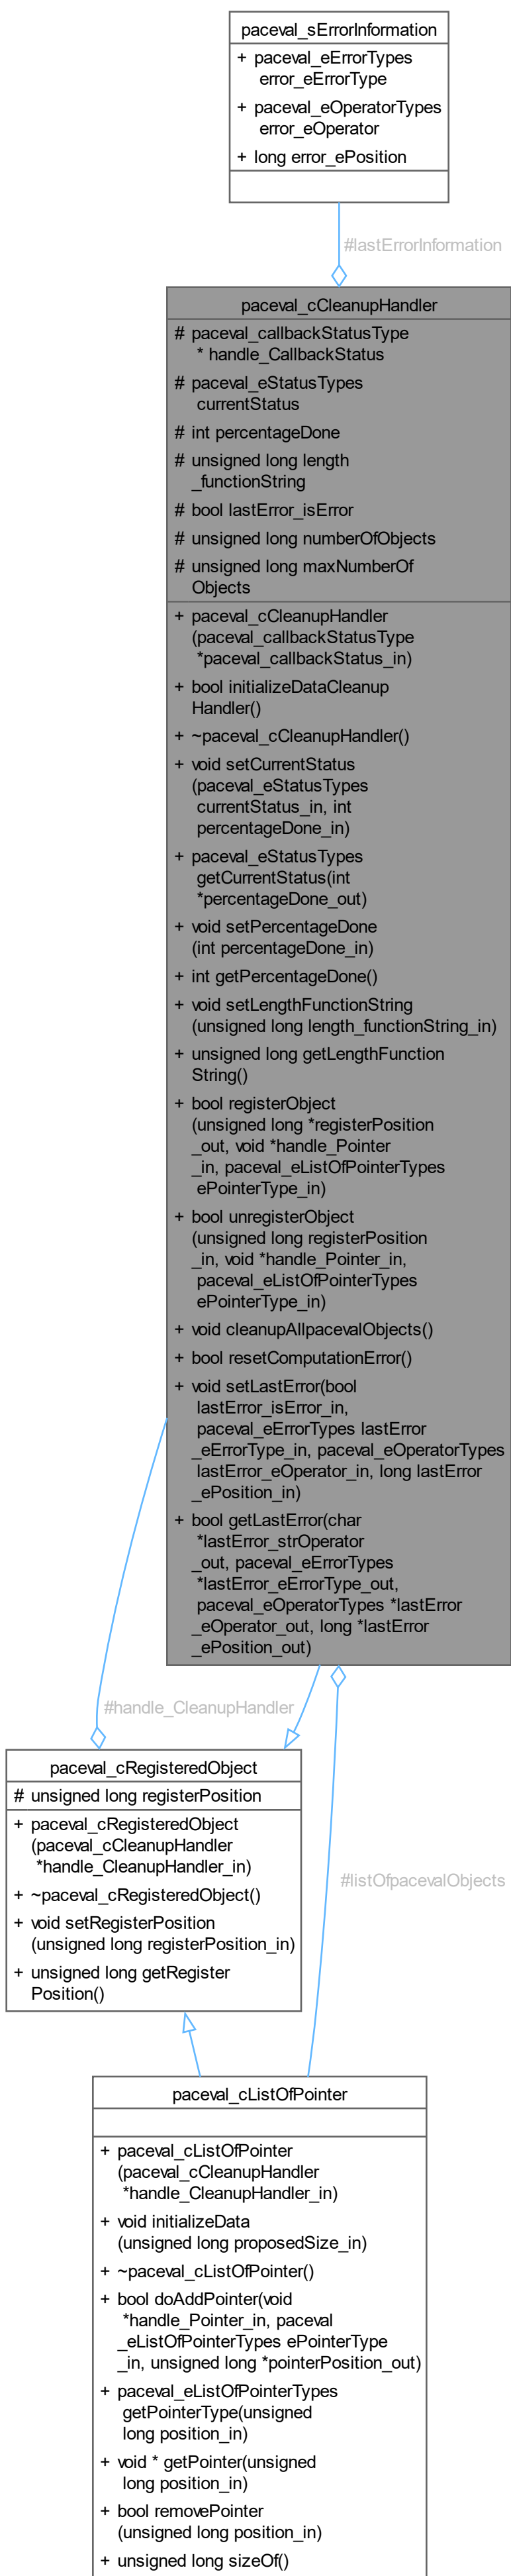 paceval_sErrorInformation
+ paceval_eErrorTypes
error_eErrorType
+ paceval_eOperatorTypes
error_eOperator
+ long error_ePosition
#lastErrorInformation
paceval_cCleanupHandler
# paceval_callbackStatusType
* handle_CallbackStatus
# paceval_eStatusTypes
currentStatus
# int percentageDone
# unsigned long length
_functionString
# bool lastError_isError
# unsigned long numberOfObjects
# unsigned long maxNumberOf
Objects
+ paceval_cCleanupHandler
(paceval_callbackStatusType
*paceval_callbackStatus_in)
+ bool initializeDataCleanup
Handler()
+ ~paceval_cCleanupHandler()
+ void setCurrentStatus
(paceval_eStatusTypes
currentStatus_in, int
percentageDone_in)
+ paceval_eStatusTypes
getCurrentStatus(int
*percentageDone_out)
+ void setPercentageDone
(int percentageDone_in)
+ int getPercentageDone()
+ void setLengthFunctionString
(unsigned long length_functionString_in)
+ unsigned long getLengthFunction
String()
+ bool registerObject
(unsigned long *registerPosition
_out, void *handle_Pointer
_in, paceval_eListOfPointerTypes
ePointerType_in)
+ bool unregisterObject
(unsigned long registerPosition
_in, void *handle_Pointer_in,
paceval_eListOfPointerTypes
ePointerType_in)
+ void cleanupAllpacevalObjects()
+ bool resetComputationError()
+ void setLastError(bool
lastError_isError_in,
paceval_eErrorTypes lastError
_eErrorType_in, paceval_eOperatorTypes
lastError_eOperator_in, long lastError
_ePosition_in)
+ bool getLastError(char
*lastError_strOperator
_out, paceval_eErrorTypes
*lastError_eErrorType_out,
paceval_eOperatorTypes *lastError
_eOperator_out, long *lastError
_ePosition_out)
#handle_CleanupHandler
paceval_cRegisteredObject
# unsigned long registerPosition
+ paceval_cRegisteredObject
(paceval_cCleanupHandler
*handle_CleanupHandler_in)
+ ~paceval_cRegisteredObject()
+ void setRegisterPosition
(unsigned long registerPosition_in)
+ unsigned long getRegister
Position()
#listOfpacevalObjects
paceval_cListOfPointer
+ paceval_cListOfPointer
(paceval_cCleanupHandler
*handle_CleanupHandler_in)
+ void initializeData
(unsigned long proposedSize_in)
+ ~paceval_cListOfPointer()
+ bool doAddPointer(void
*handle_Pointer_in, paceval
_eListOfPointerTypes ePointerType
_in, unsigned long *pointerPosition_out)
+ paceval_eListOfPointerTypes
getPointerType(unsigned
long position_in)
+ void * getPointer(unsigned
long position_in)
+ bool removePointer
(unsigned long position_in)
+ unsigned long sizeOf()